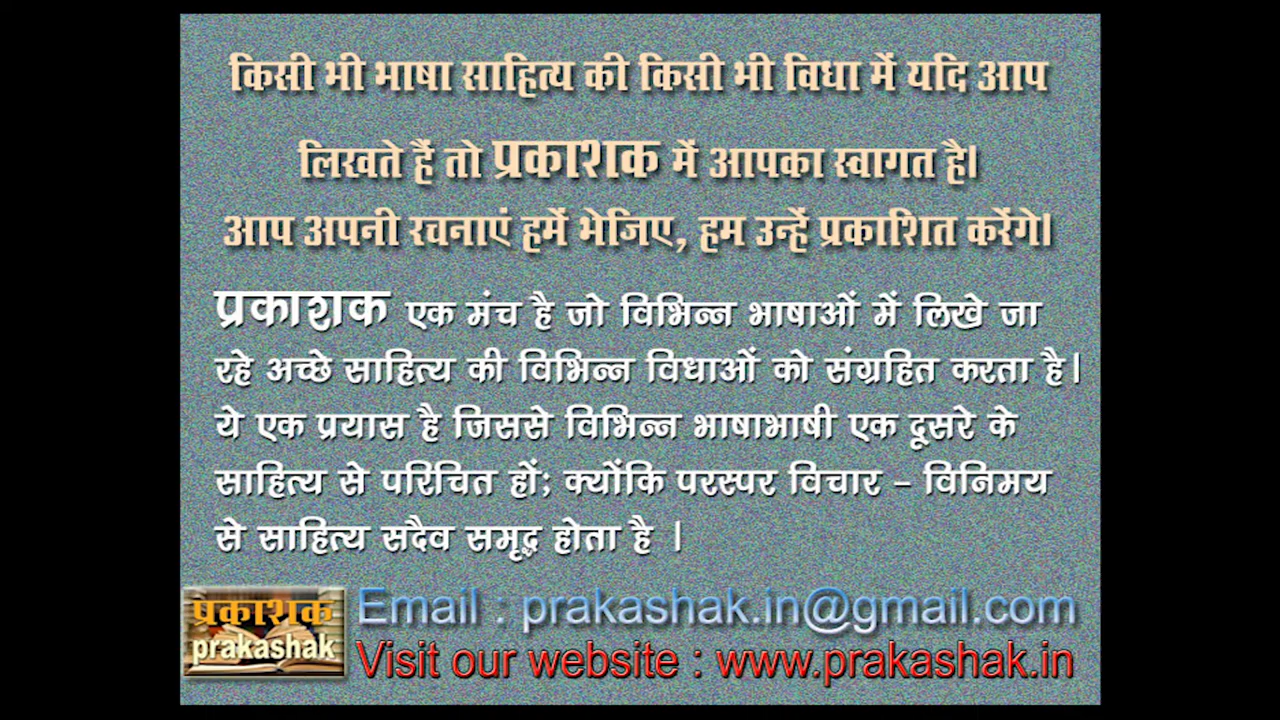 किसी भी भाषा साहित्य की किसी भी विधा में यदि आप
लिखते हैं तो प्रकाशक में आपका स्वागत है।
आप अपनी रचनाएं हमें भेजिए, हम उन्हें प्रकाशित करेंगे।
प्रकाशक एक मंच है जो विभिन्न भाषाओं में लिखे जा
रहे अच्छे साहित्य की विभिन्न विधाओं को संग्रहित करता है।
ये एक प्रयास है जिससे विभिन्न भाषाभाषी एक दूसरे के
साहित्य से परिचित हों; क्योंकि परस्पर विचार – विनिमय
से साहित्य सदैव समृद्ध होता है ।
प्रकाशक
prakashak
Email : prakashak.in@gmail.com
Visit our website : www.prakashak.in